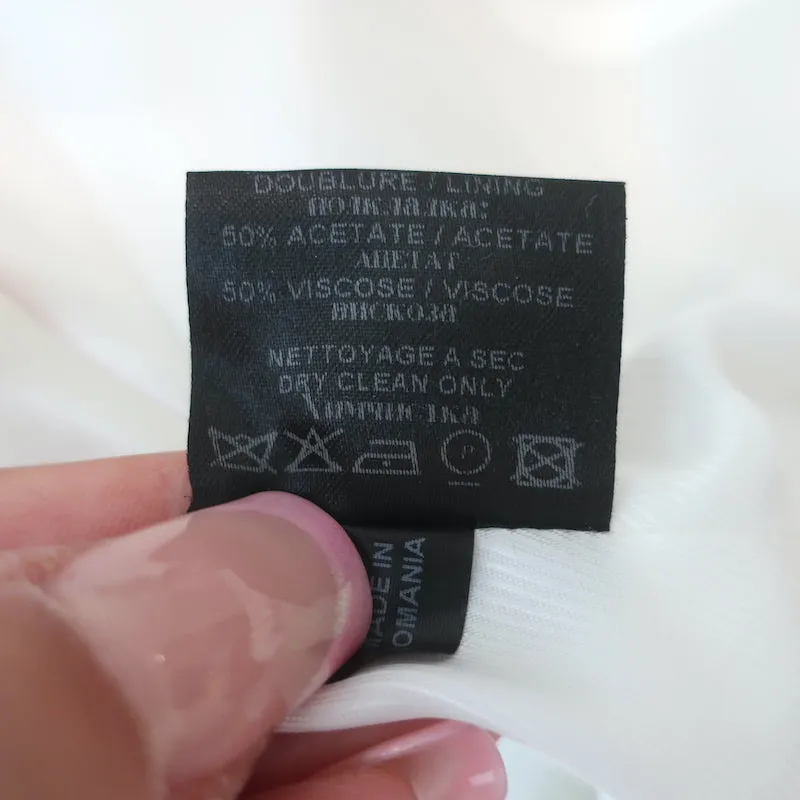 DOUBLURE / LINING
подкладка:
50% ACETATE / ACETATE
АЦЕТАТ
50% VISCOSE / VISCOSE
вискоза
NETTOYAGE A SEC
DRY CLEAN ONLY
Химчистка
P
MADE IN
ROMANIA